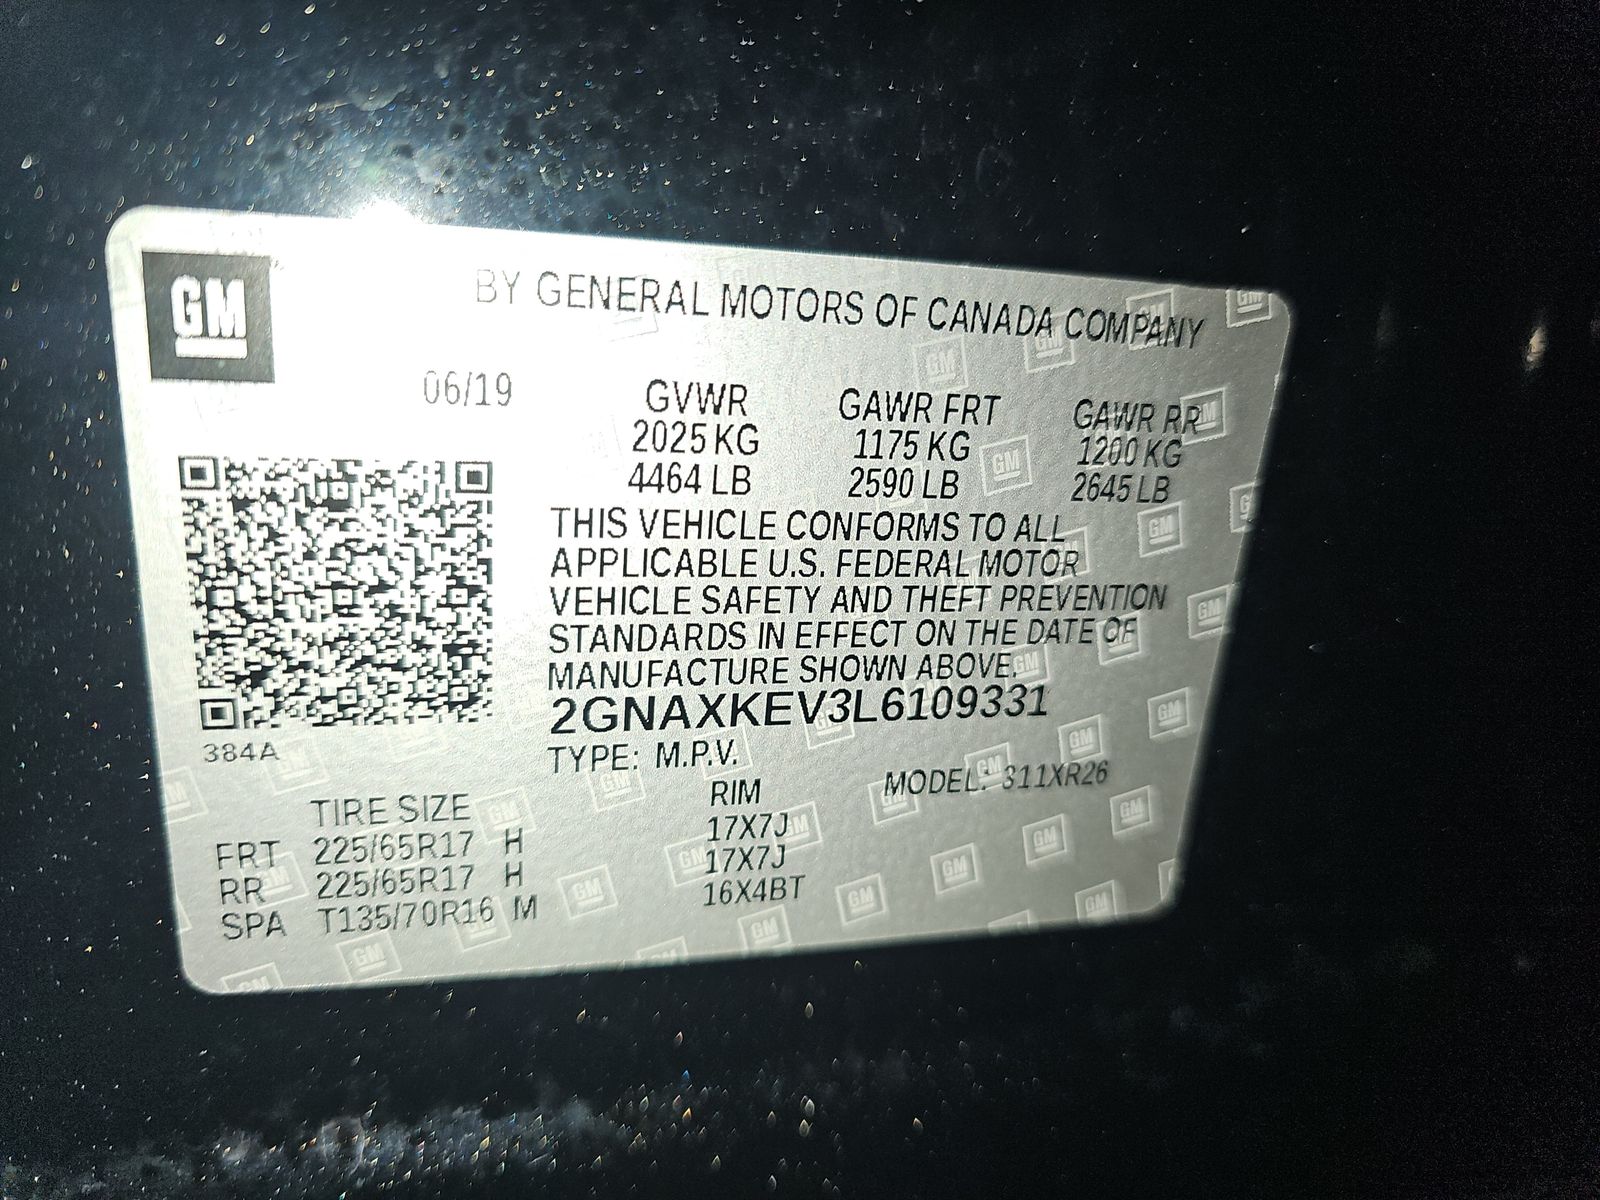 GM
BY GENERAL MOTORS OF CANADA COMPANY
06/19
GVWR GAWR FRT GAWR RR
2025 KG 1175 KG 1200 KG
4464 LB 2590 LB 2645 LB
THIS VEHICLE CONFORMS TO ALL
APPLICABLE U.S. FEDERAL MOTOR
VEHICLE SAFETY AND THEFT PREVENTION
STANDARDS IN EFFECT ON THE DATE OF
MANUFACTURE SHOWN ABOVE.
2GNAXKEV3L6109331
384A
TYPE: M.P.V. MODEL: 311XR26
TIRE SIZE RIM
FRT 225/65R17 H 17X7J
RR 225/65R17 H 17X7J
SPA T135/70R16 M 16X4BT